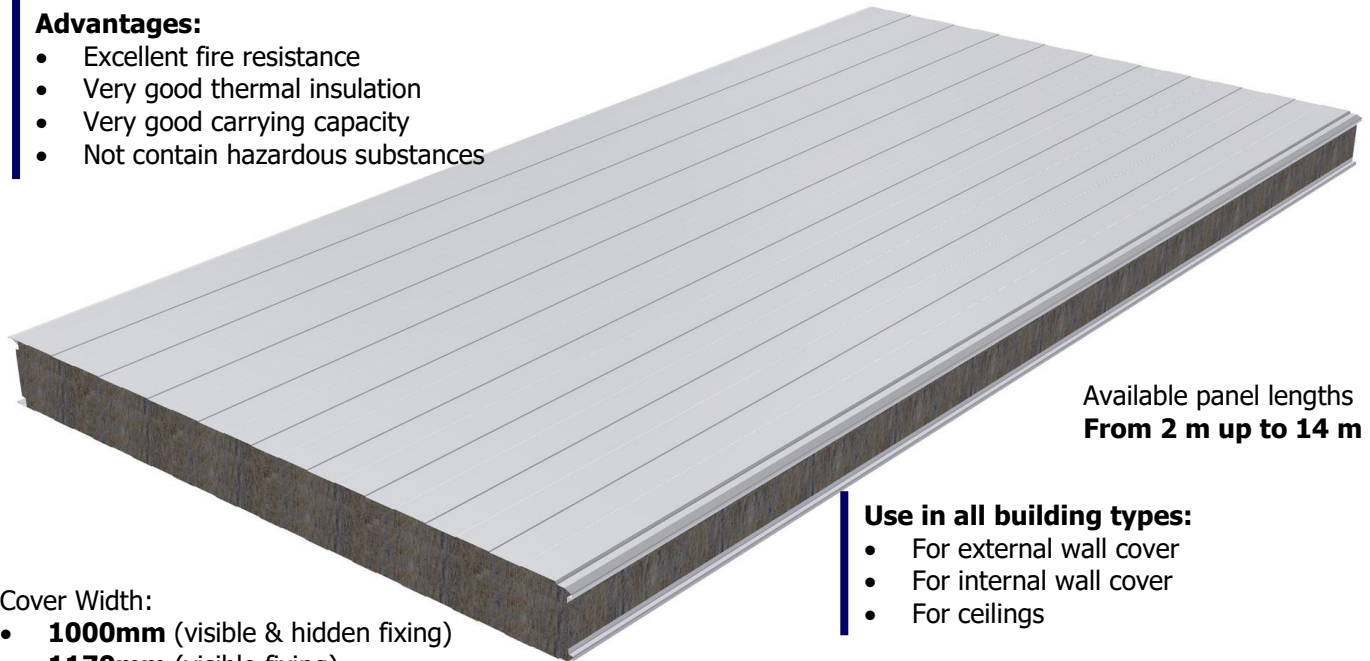 Advantages:
• Excellent fire resistance
• Very good thermal insulation
• Very good carrying capacity
• Not contain hazardous substances
Available panel lengths
From 2 m up to 14 m
Use in all building types:
• For external wall cover
• For internal wall cover
• For ceilings
Cover Width:
• 1000mm (visible & hidden fixing)
(visible fixing)